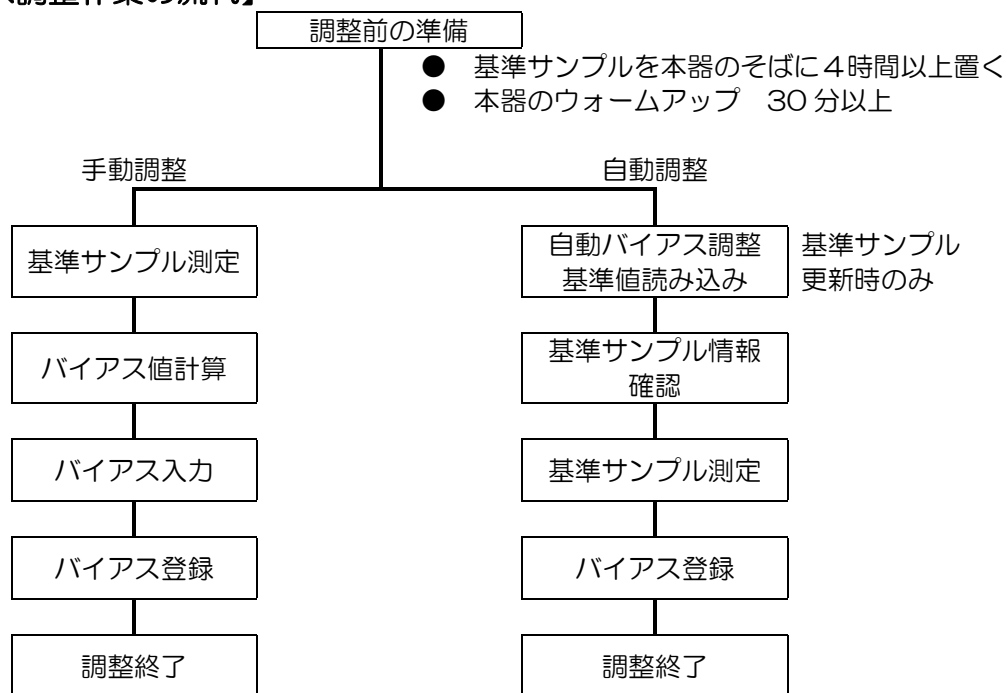 調整前の準備
● 基準サンプルを本器のそばに4時間以上置く
● 本器のウォームアップ 30分以上
手動調整
自動調整
基準サンプル測定
バイアス値計算
バイアス入力
バイアス登録
調整終了
自動バイアス調整
基準値読み込み
基準サンプル
更新時のみ
基準サンプル情報
確認
基準サンプル測定
バイアス登録
調整終了